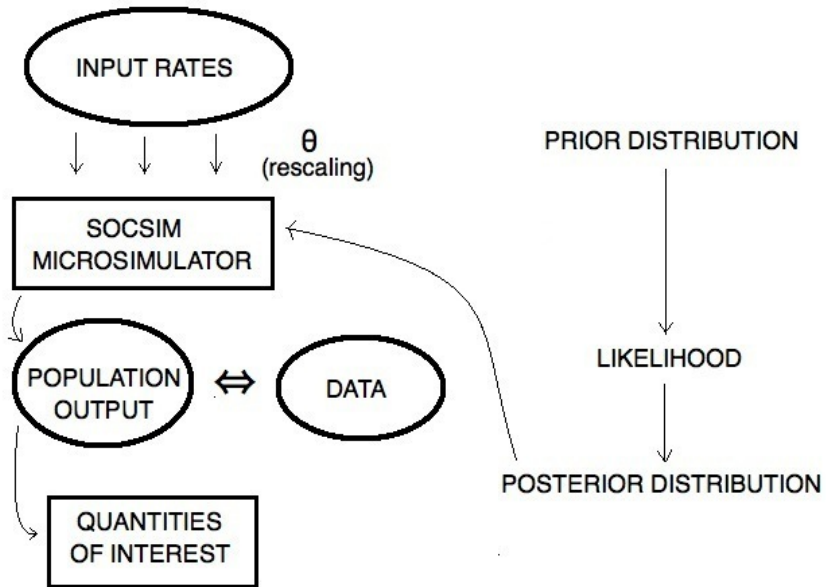 INPUT RATES
θ
(rescaling)
PRIOR DISTRIBUTION
SOCSIM
MICROSIMULATOR
LIKELIHOOD
POPULATION
OUTPUT
⇔
DATA
POSTERIOR DISTRIBUTION
QUANTITIES
OF INTEREST